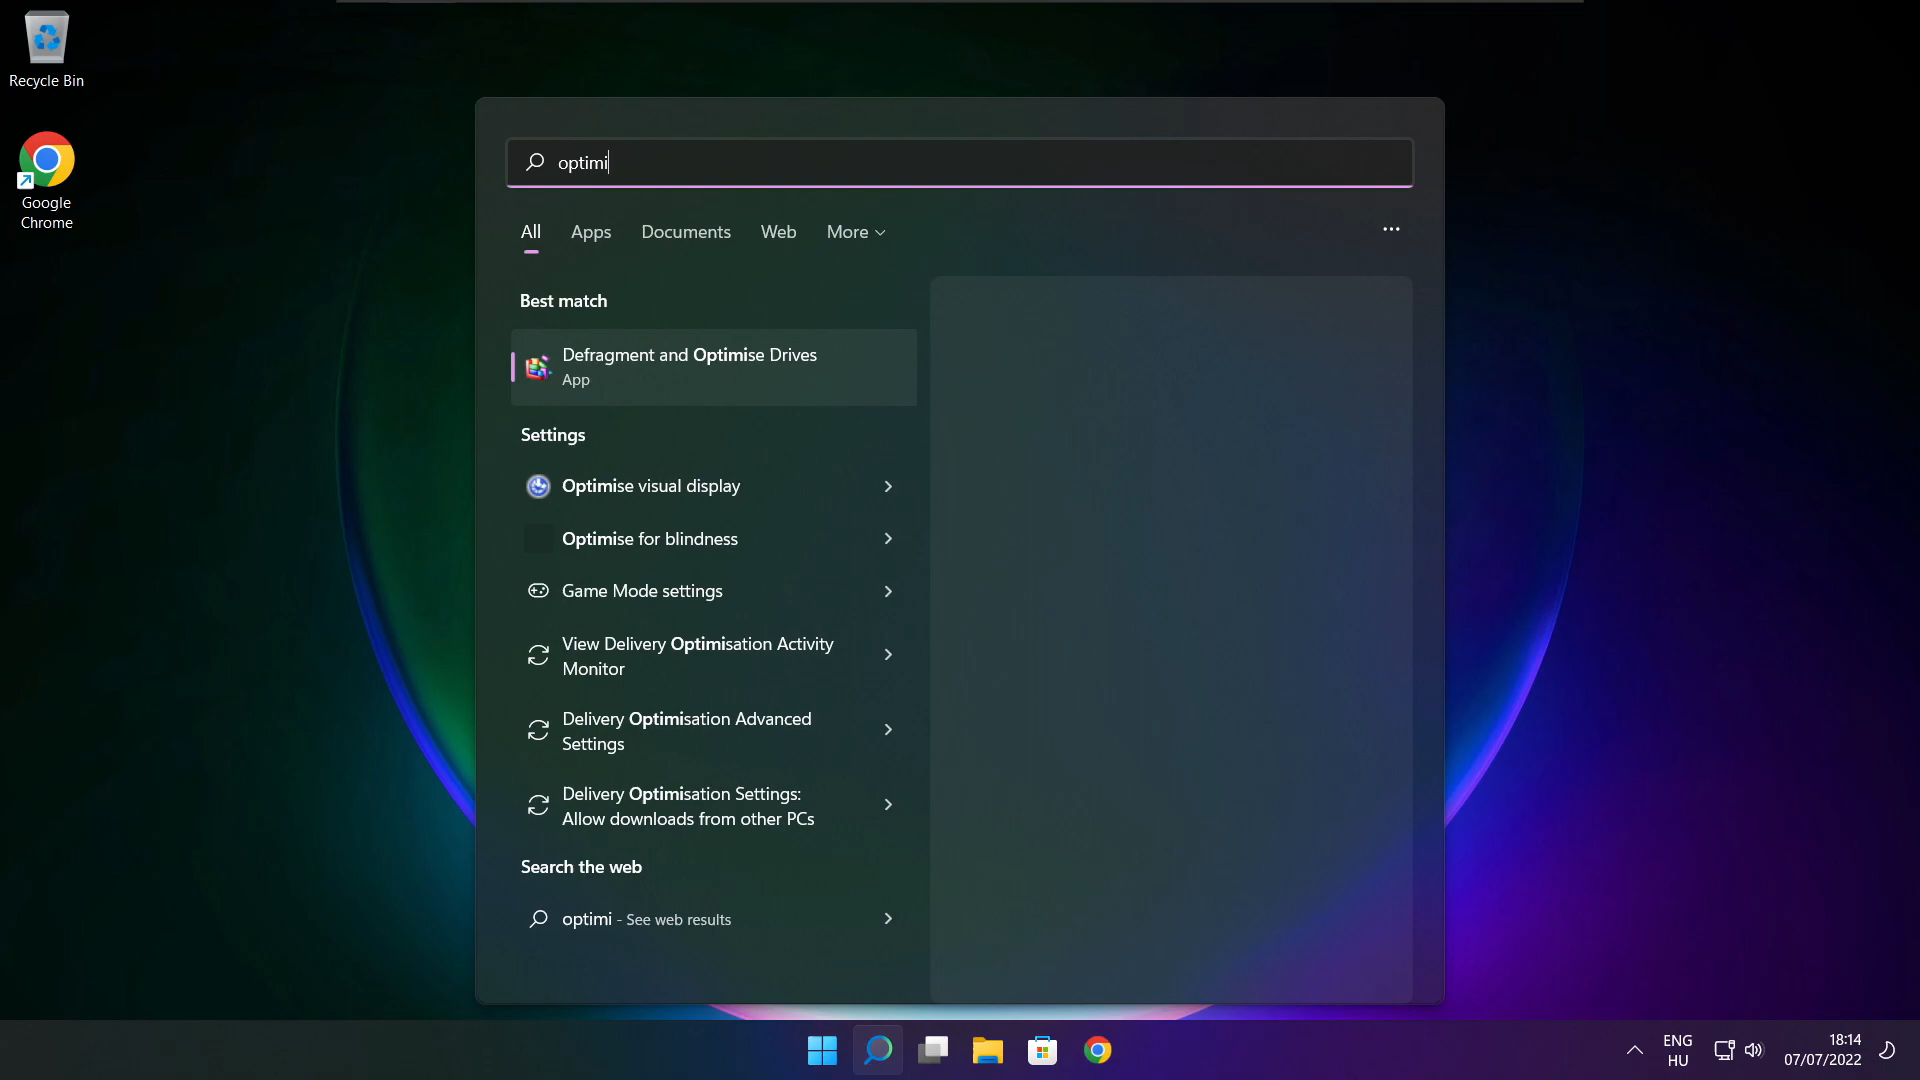 Recycle Bin
Google
Chrome
optimi
All Apps Documents Web More
Best match
Defragment and Optimise Drives
App
Settings
Optimise visual display
Optimise for blindness
Game Mode settings
View Delivery Optimisation Activity
Monitor
Delivery Optimisation Advanced
Settings
Delivery Optimisation Settings:
Allow downloads from other PCs
Search the web
optimi - See web results
ENG
HU
18:14
07/07/2022